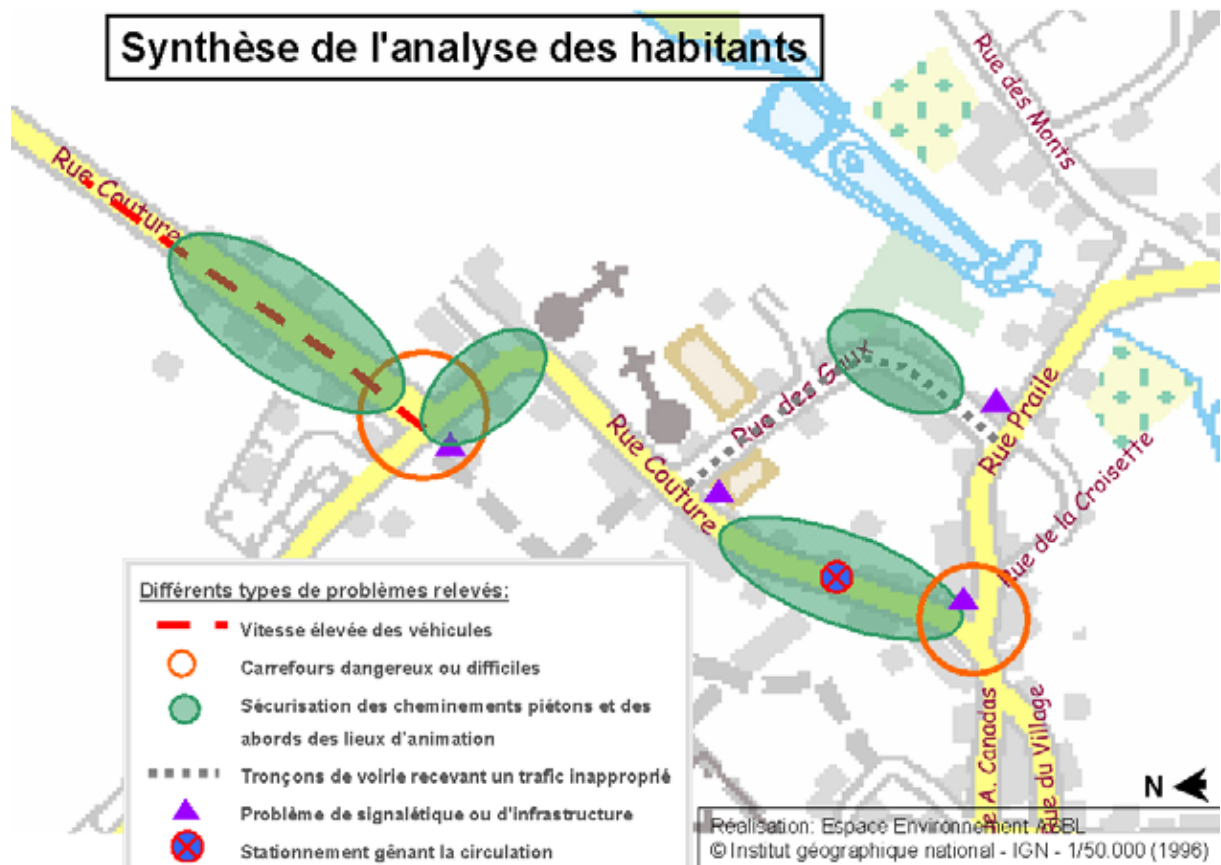 Synthèse de l'analyse des habitants
Rue des Monts
Rue Couture
Rue des Gaux
Rue Praile
Rue Couture
Rue de la Croisette
e A. Canadas
ue du Village
Différents types de problèmes relevés:
Vitesse élevée des véhicules
Carrefours dangereux ou difficiles
Sécurisation des cheminements piétons et des
abords des lieux d'animation
Tronçons de voirie recevant un trafic inapproprié
Problème de signalétique ou d'infrastructure
Stationnement gênant la circulation
N
Réalisation: Espace Environnement ASBL
© Institut géographique national - IGN - 1/50.000 (1996)